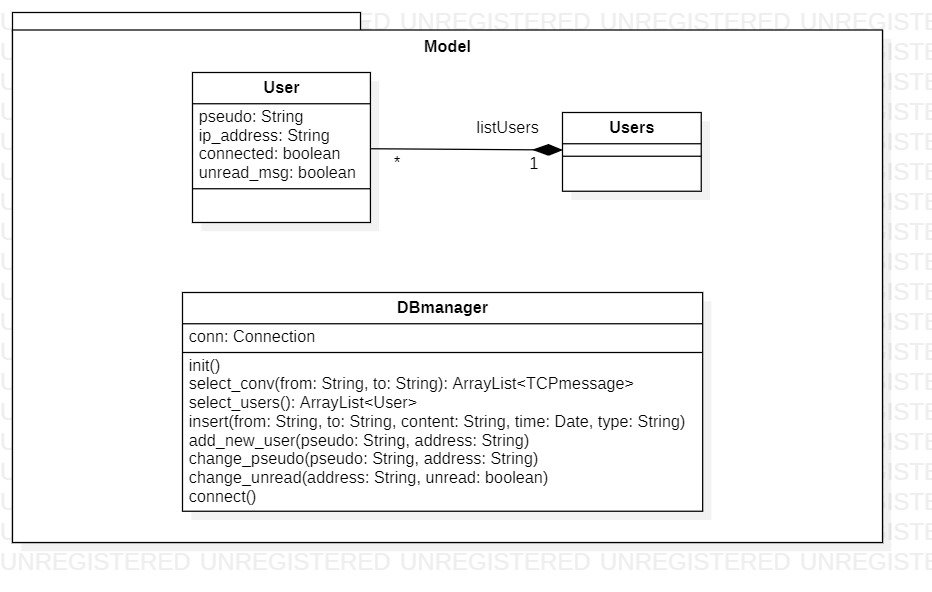 UNREGISTERED UNREGISTERED UNREGISTERED
Model
User
pseudo: String
ip_address: String
connected: boolean
unread_msg: boolean
listUsers
*
1
Users
DBmanager
conn: Connection
init()
select_conv(from: String, to: String): ArrayList<TCPmessage>
select_users(): ArrayList<User>
insert(from: String, to: String, content: String, time: Date, type: String)
add_new_user(pseudo: String, address: String)
change_pseudo(pseudo: String, address: String)
change_unread(address: String, unread: boolean)
connect()
UNREGISTERED UNREGISTERED UNREGISTERED UNREGISTERED UNREGISTE